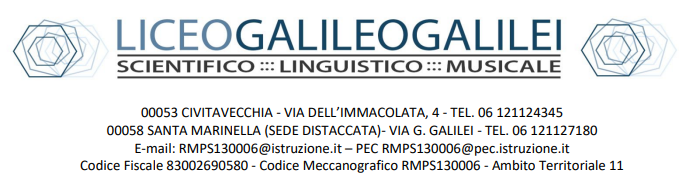 LICEOGALILEOGALILEI
SCIENTIFICO ::: LINGUISTICO ::: MUSICALE
00053 CIVITAVECCHIA - VIA DELL’IMMACOLATA, 4 - TEL. 06 121124345
00058 SANTA MARINELLA (SEDE DISTACCATA)- VIA G. GALILEI - TEL. 06 121127180
E-mail: RMPS130006@istruzione.it – PEC RMPS130006@pec.istruzione.it
Codice Fiscale 83002690580 - Codice Meccanografico RMPS130006 - Ambito Territoriale 11